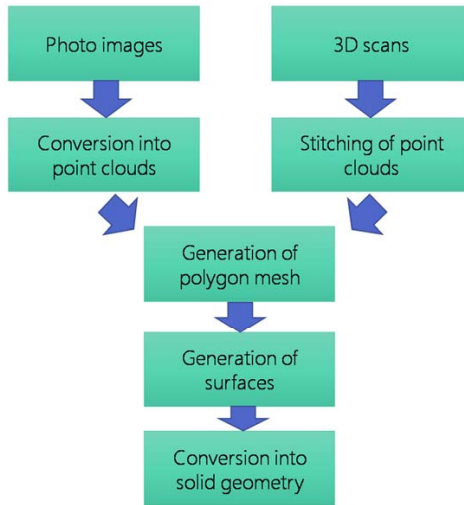 Photo images
3D scans
Conversion into
point clouds
Stitching of point
clouds
Generation of
polygon mesh
Generation of
surfaces
Conversion into
solid geometry